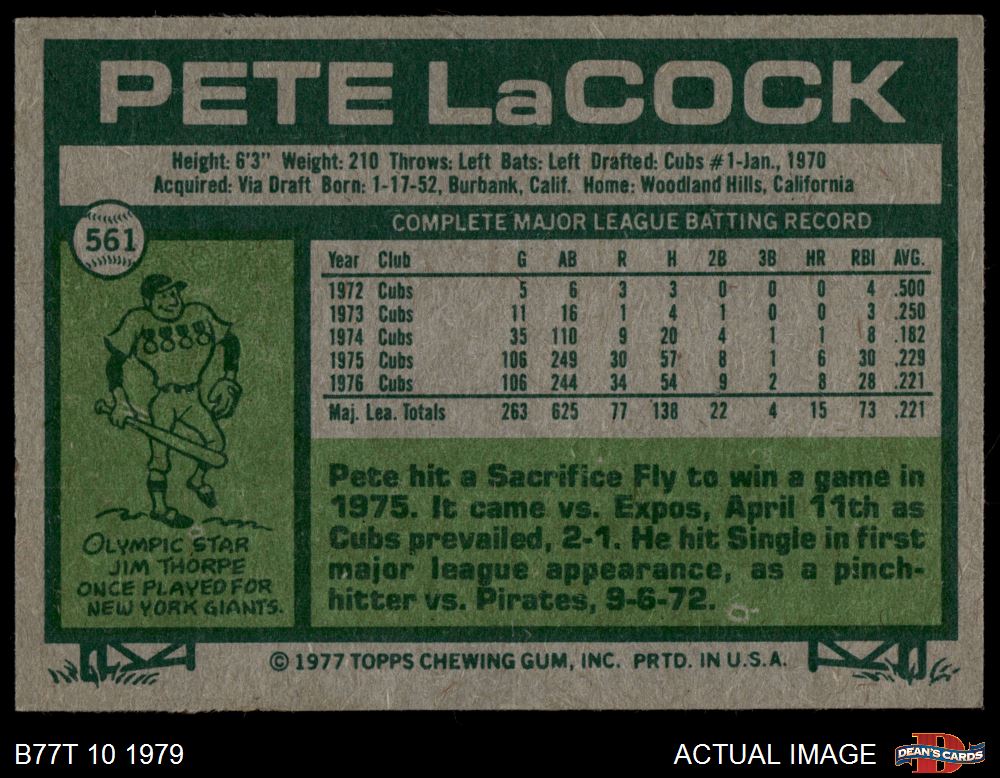 PETE LaCOCK
Height: 6'3" Weight: 210 Throws: Left Bats: Left Drafted: Cubs #1-Jan., 1970
Acquired: Via Draft Born: 1-17-52, Burbank, Calif. Home: Woodland Hills, California
561
COMPLETE MAJOR LEAGUE BATTING RECORD
Year Club G AB R H 2B 3B HR RBI AVG.
1972 Cubs 5 6 3 3 0 0 0 4 .500
1973 Cubs 11 16 1 4 1 0 0 3 .250
1974 Cubs 35 110 9 20 4 1 1 8 .182
1975 Cubs 106 249 30 57 8 1 6 30 .229
1976 Cubs 106 244 34 54 9 2 8 28 .221
Maj. Lea. Totals 263 625 77 138 22 4 15 73 .221
OLYMPIC STAR
JIM THORPE
ONCE PLAYED FOR
NEW YORK GIANTS.
Pete hit a Sacrifice Fly to win a game in
1975. It came vs. Expos, April 11th as
Cubs prevailed, 2-1. He hit Single in first
major league appearance, as a pinch-
hitter vs. Pirates, 9-6-72.
© 1977 TOPPS CHEWING GUM, INC. PRTD. IN U.S.A.
B77T 10 1979
ACTUAL IMAGE
DEAN'S CARDS